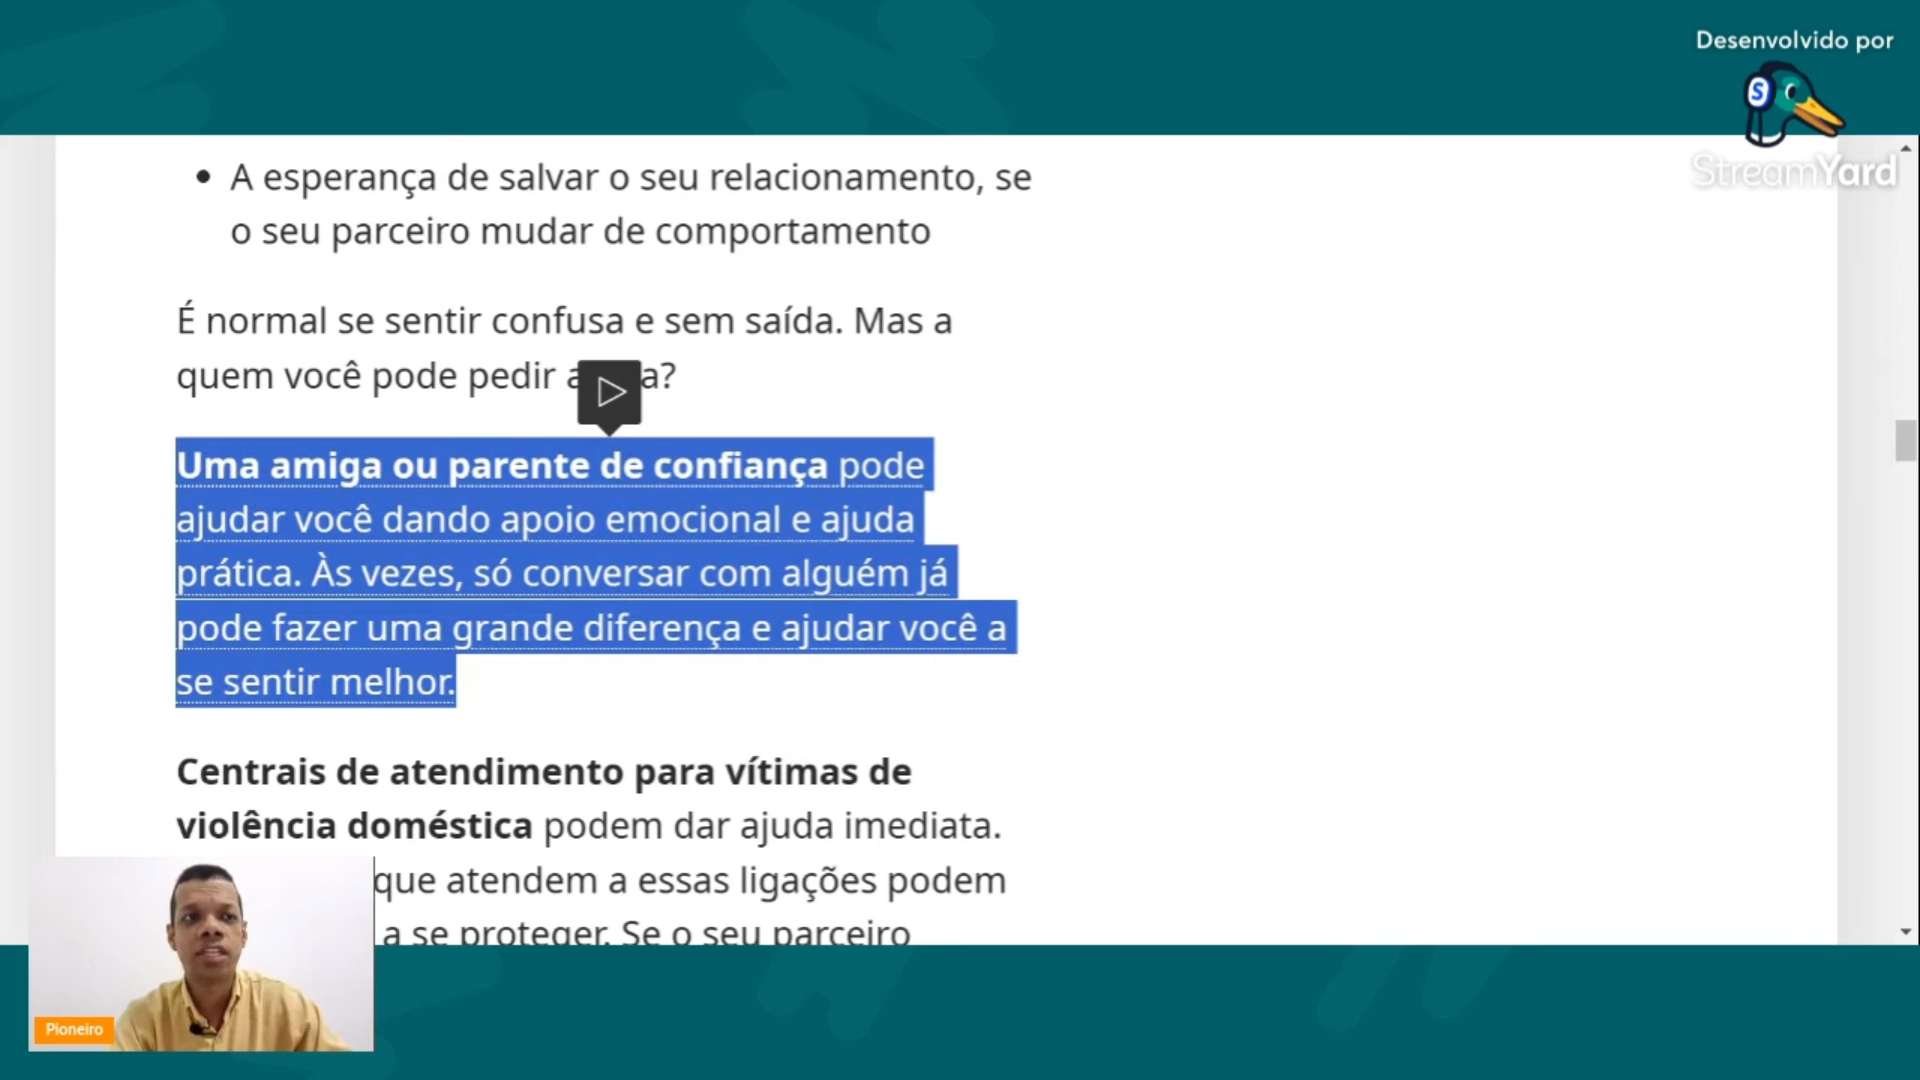 Desenvolvido por
S
StreamYard
• A esperança de salvar o seu relacionamento, se
o seu parceiro mudar de comportamento
É normal se sentir confusa e sem saída. Mas a
quem você pode pedir a a?
Uma amiga ou parente de confiança pode
ajudar você dando apoio emocional e ajuda
prática. Às vezes, só conversar com alguém já
pode fazer uma grande diferença e ajudar você a
se sentir melhor.
Centrais de atendimento para vítimas de
violência doméstica podem dar ajuda imediata.
que atendem a essas ligações podem
a se proteger. Se o seu parceiro
Pioneiro